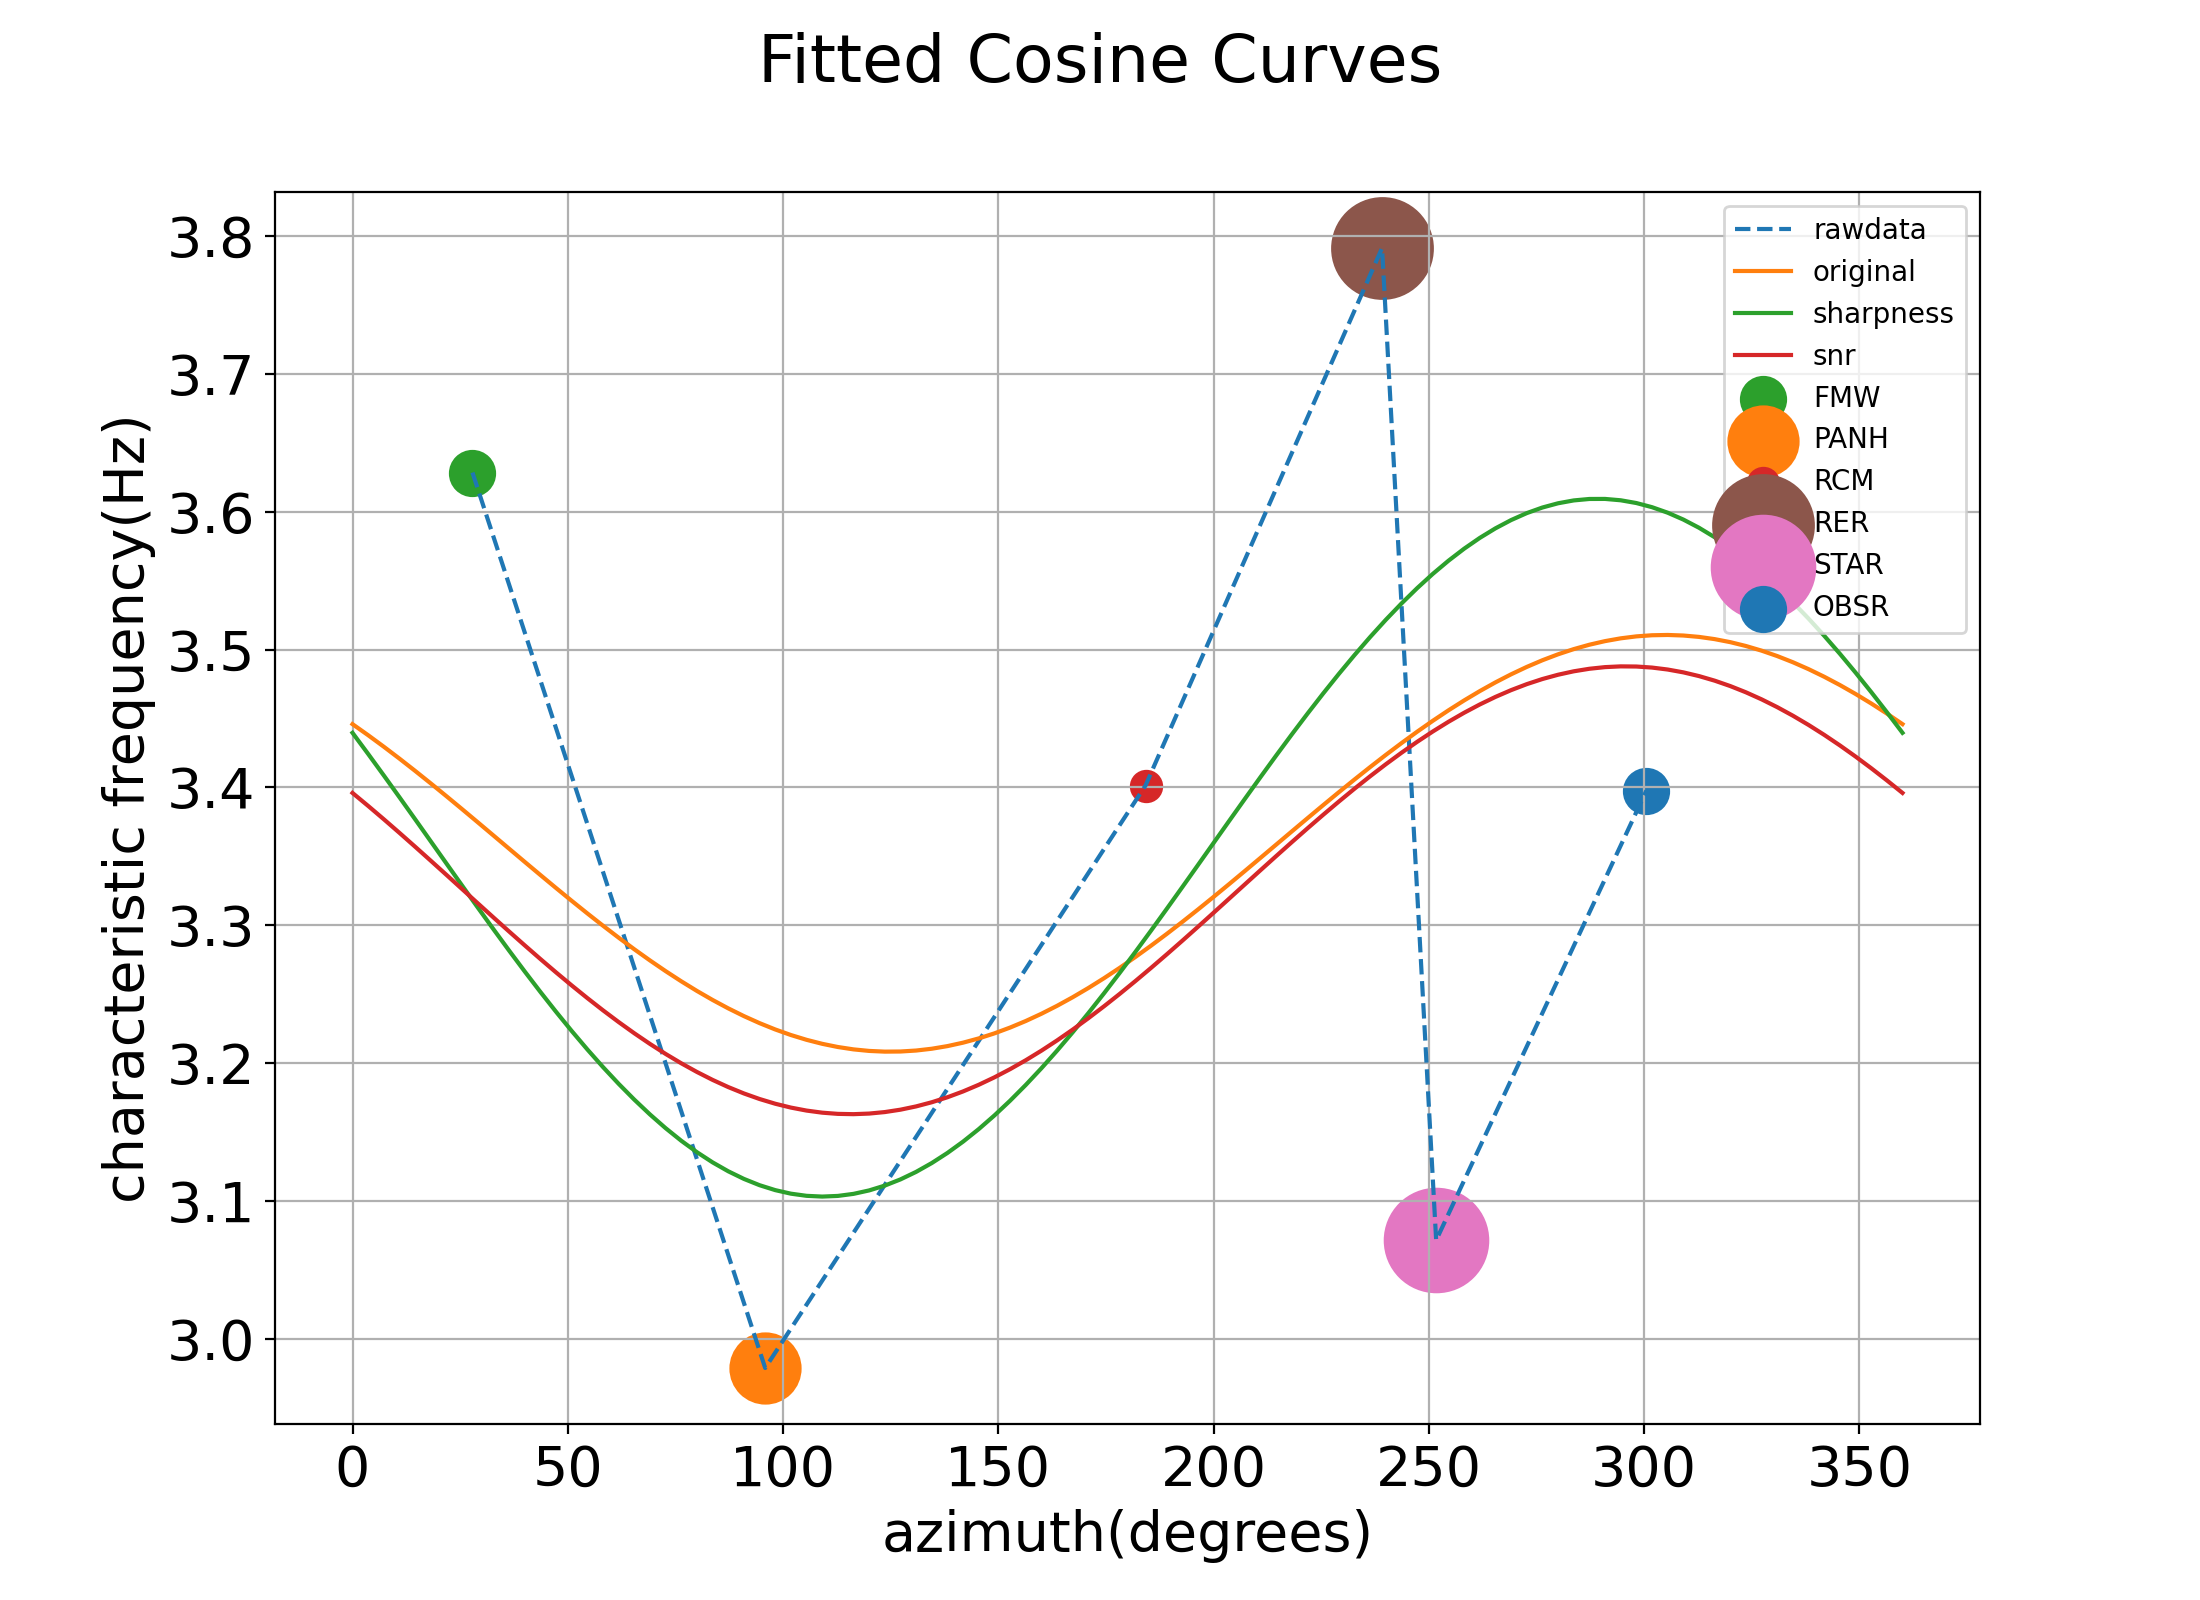 Fitted Cosine Curves
3.8
3.7
3.6
3.5
3.4
3.3
3.2
3.1
3.0
characteristic frequency(Hz)
rawdata
original
sharpness
snr
FMW
PANH
RCM
RER
STAR
OBSR
0 50 100 150 200 250 300 350
azimuth(degrees)